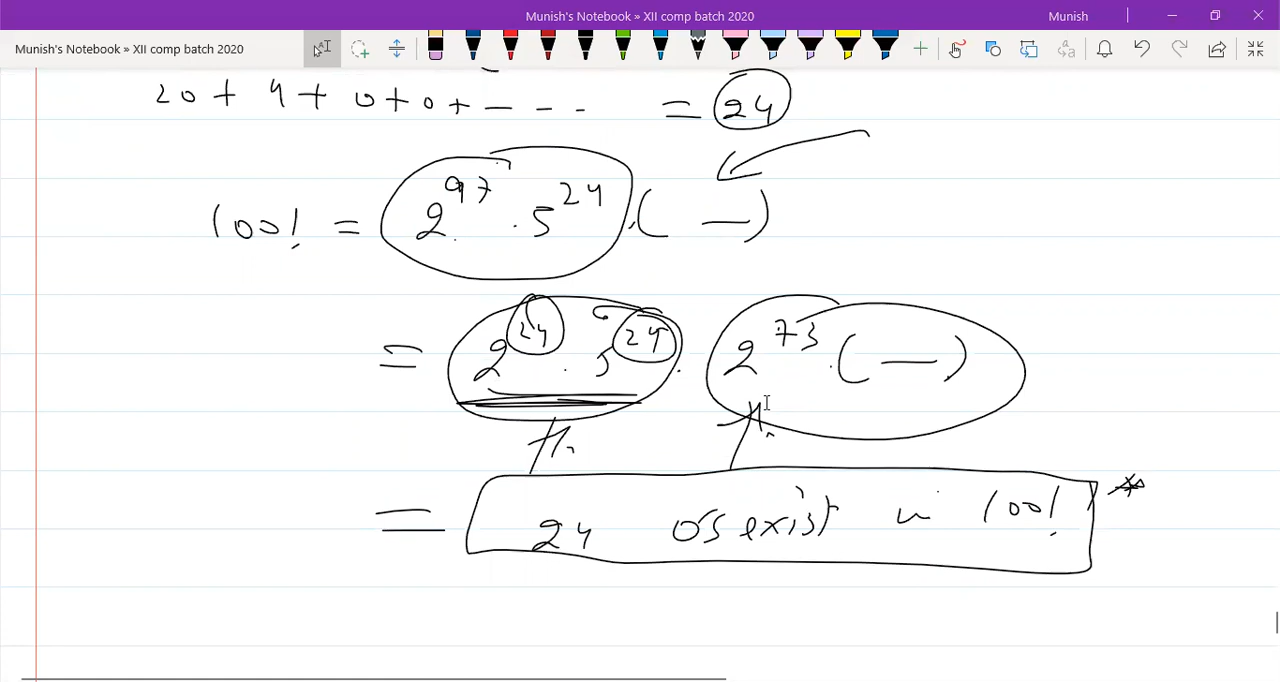 Munish's Notebook » XII comp batch 2020
Munish
Munish's Notebook » XII comp batch 2020
20 + 4 + 0 + 0 + — - - = 24
100! = 2^97 . 5^24 . ( — )
= 2^24 . 5^24 . 2^73 . ( — )
= 24 0's exist in 100!